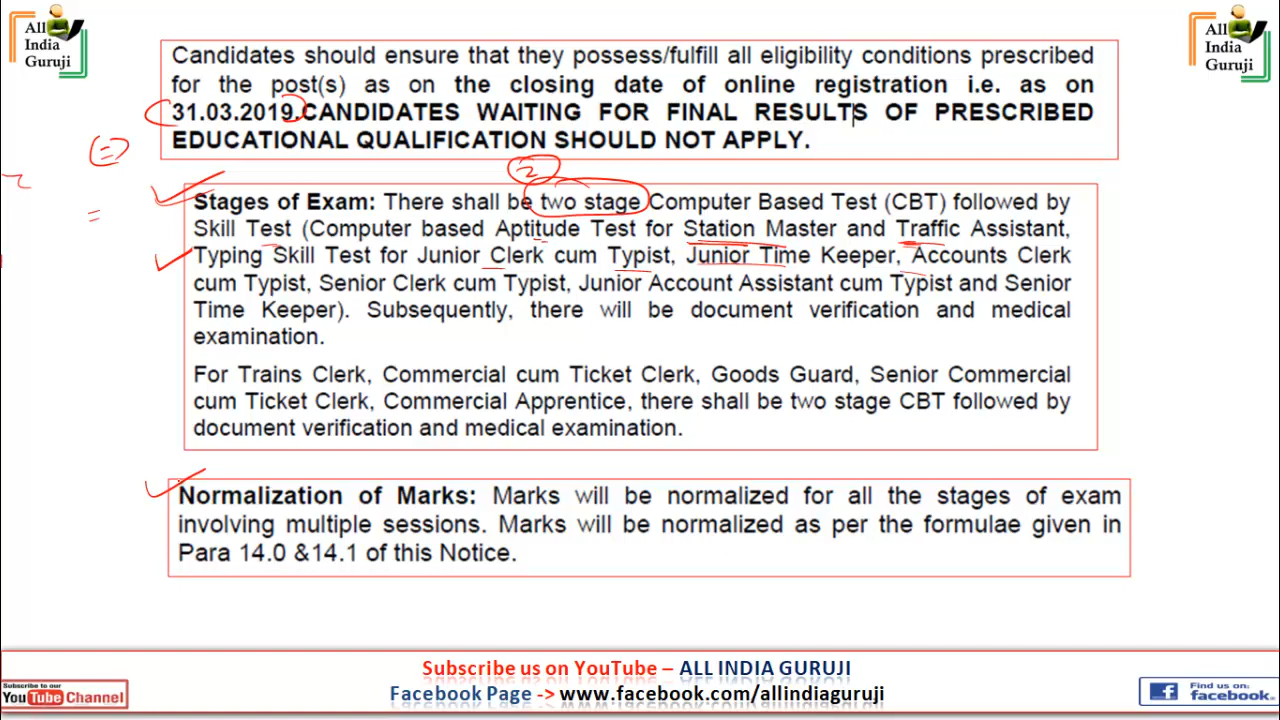 All
India
Guruji
All
India
Guruji
Candidates should ensure that they possess/fulfill all eligibility conditions prescribed
for the post(s) as on the closing date of online registration i.e. as on
31.03.2019.CANDIDATES WAITING FOR FINAL RESULTS OF PRESCRIBED
EDUCATIONAL QUALIFICATION SHOULD NOT APPLY.
2
Stages of Exam: There shall be two stage Computer Based Test (CBT) followed by
Skill Test (Computer based Aptitude Test for Station Master and Traffic Assistant,
Typing Skill Test for Junior Clerk cum Typist, Junior Time Keeper, Accounts Clerk
cum Typist, Senior Clerk cum Typist, Junior Account Assistant cum Typist and Senior
Time Keeper). Subsequently, there will be document verification and medical
examination.
For Trains Clerk, Commercial cum Ticket Clerk, Goods Guard, Senior Commercial
cum Ticket Clerk, Commercial Apprentice, there shall be two stage CBT followed by
document verification and medical examination.
Normalization of Marks: Marks will be normalized for all the stages of exam
involving multiple sessions. Marks will be normalized as per the formulae given in
Para 14.0 &14.1 of this Notice.
Subscribe us on YouTube – ALL INDIA GURUJI
Facebook Page -> www.facebook.com/allindiaguruji
Subscribe to our
YouTube Channel
f Find us on
facebook.